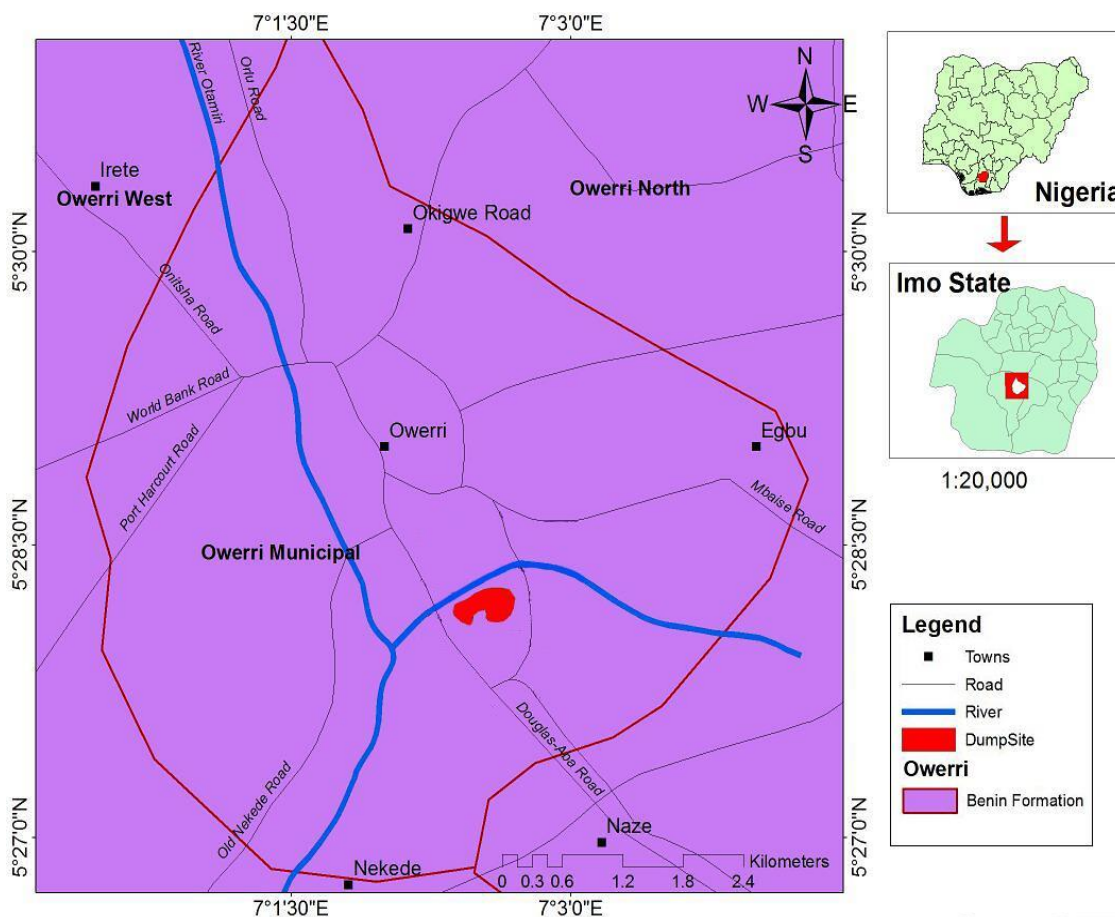 7°1'30"E
7°3'0"E
River Otamiri
Orlu Road
N
W
E
S
Irete
Owerri West
Owerri North
Okigwe Road
5°30'0"N
5°30'0"N
Onitsha Road
World Bank Road
Port Harcourt Road
Owerri
Egbu
Mbaise Road
5°28'30"N
5°28'30"N
Owerri Municipal
Douglas-Aba Road
Old Nekede Road
5°27'0"N
5°27'0"N
Naze
Nekede
Kilometers
0 0.3 0.6 1.2 1.8 2.4
7°1'30"E
7°3'0"E
Nigeria
Imo State
1:20,000
Legend
Towns
Road
River
DumpSite
Owerri
Benin Formation